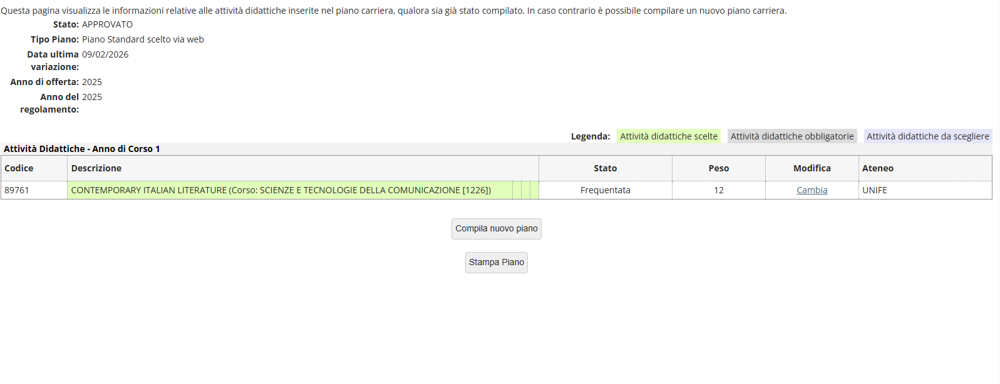 Questa pagina visualizza le informazioni relative alle attività didattiche inserite nel piano carriera, qualora sia già stato compilato. In caso contrario è possibile compilare un nuovo piano carriera.
Stato: APPROVATO
Tipo Piano: Piano Standard scelto via web
Data ultima variazione: 09/02/2026
Anno di offerta: 2025
Anno del regolamento: 2025
Legenda: Attività didattiche scelte Attività didattiche obbligatorie Attività didattiche da scegliere
Attività Didattiche - Anno di Corso 1
Codice Descrizione Stato Peso Modifica Ateneo
89761 CONTEMPORARY ITALIAN LITERATURE (Corso: SCIENZE E TECNOLOGIE DELLA COMUNICAZIONE [1226]) Frequentata 12 Cambia UNIFE
Compila nuovo piano
Stampa Piano